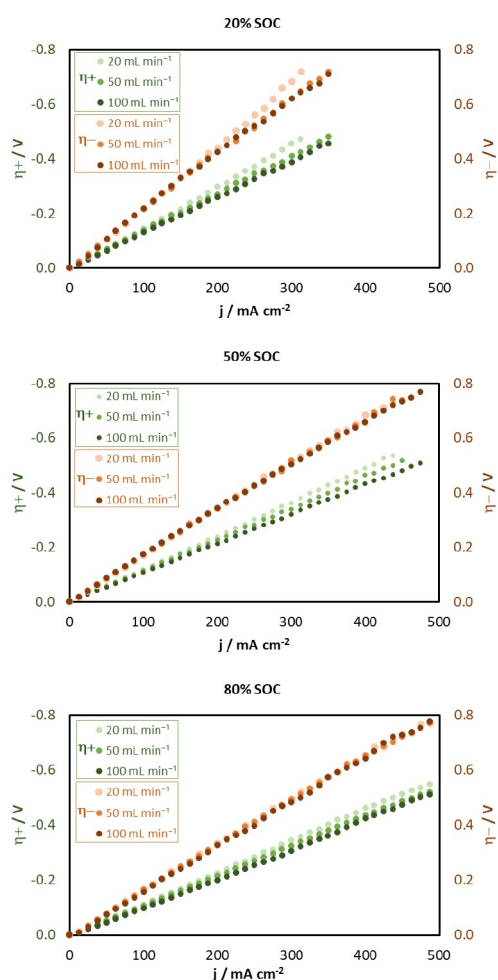 20% SOC
-0.8
0.8
20 mL min⁻¹
η+
50 mL min⁻¹
100 mL min⁻¹
-0.6
0.6
20 mL min⁻¹
η−
50 mL min⁻¹
100 mL min⁻¹
η+ / V
-0.4
0.4
η− / V
-0.2
0.2
0.0
0.0
0
100
200
300
400
500
j / mA cm⁻²
50% SOC
-0.8
0.8
20 mL min⁻¹
η+
50 mL min⁻¹
100 mL min⁻¹
-0.6
0.6
20 mL min⁻¹
η−
50 mL min⁻¹
100 mL min⁻¹
η+ / V
-0.4
0.4
η− / V
-0.2
0.2
0.0
0.0
0
100
200
300
400
500
j / mA cm⁻²
80% SOC
-0.8
0.8
20 mL min⁻¹
η+
50 mL min⁻¹
100 mL min⁻¹
-0.6
0.6
20 mL min⁻¹
η−
50 mL min⁻¹
100 mL min⁻¹
η+ / V
-0.4
0.4
η− / V
-0.2
0.2
0.0
0.0
0
100
200
300
400
500
j / mA cm⁻²